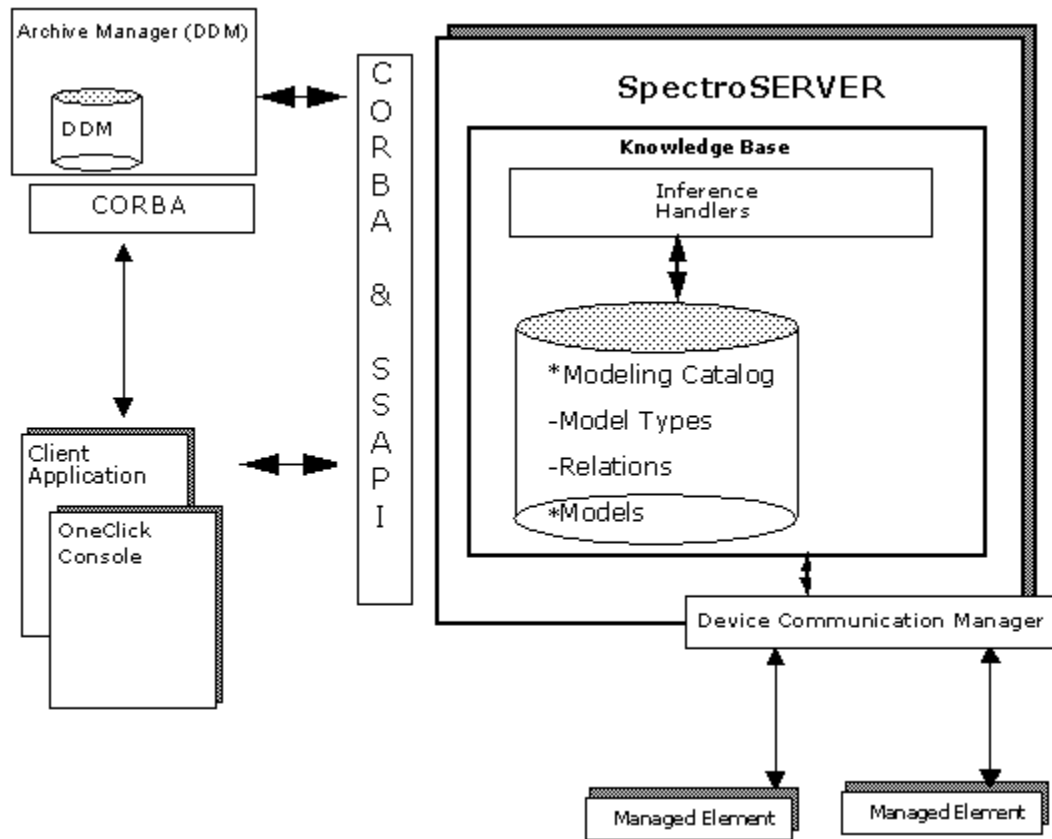 Archive Manager (DDM)
DDM
CORBA
C
O
R
B
A
&
S
S
A
P
I
SpectroSERVER
Knowledge Base
Inference
Handlers
*Modeling Catalog
-Model Types
-Relations
*Models
Client
Application
OneClick
Console
Device Communication Manager
Managed Element
Managed Element